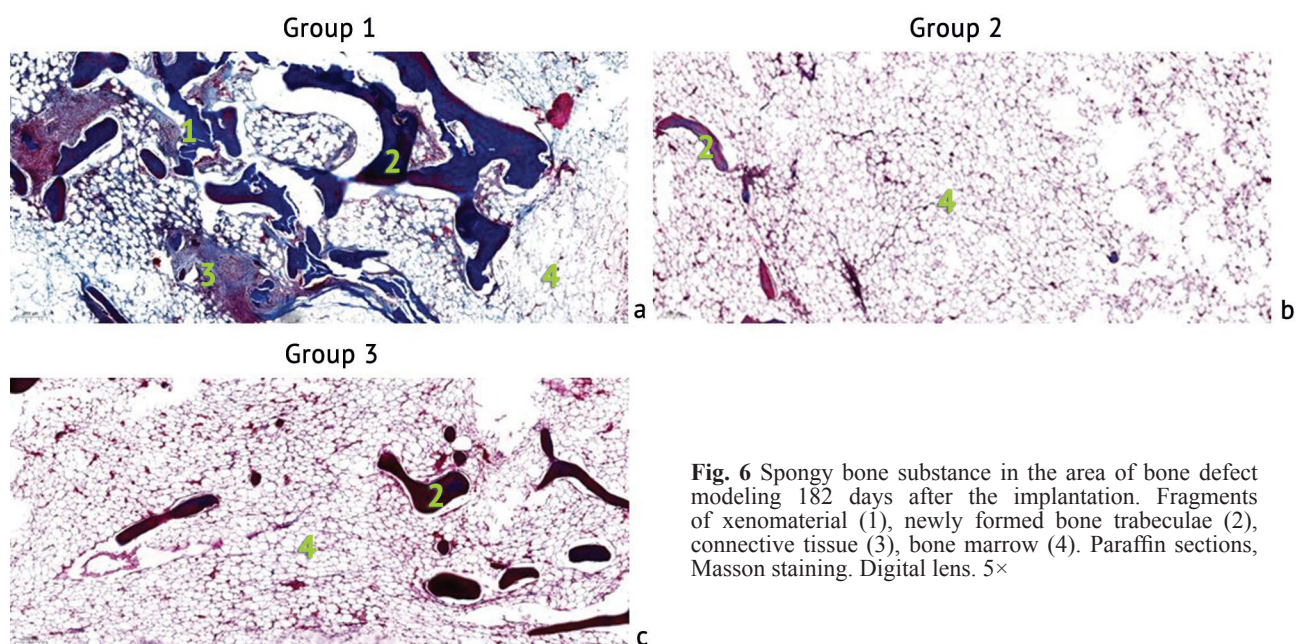 Group 1
Group 2
1
2
3
4
a
2
4
b
Group 3
2
4
c
Fig. 6 Spongy bone substance in the area of bone defect
modeling 182 days after the implantation. Fragments
of xenomaterial (1), newly formed bone trabeculae (2),
connective tissue (3), bone marrow (4). Paraffin sections,
Masson staining. Digital lens. 5×